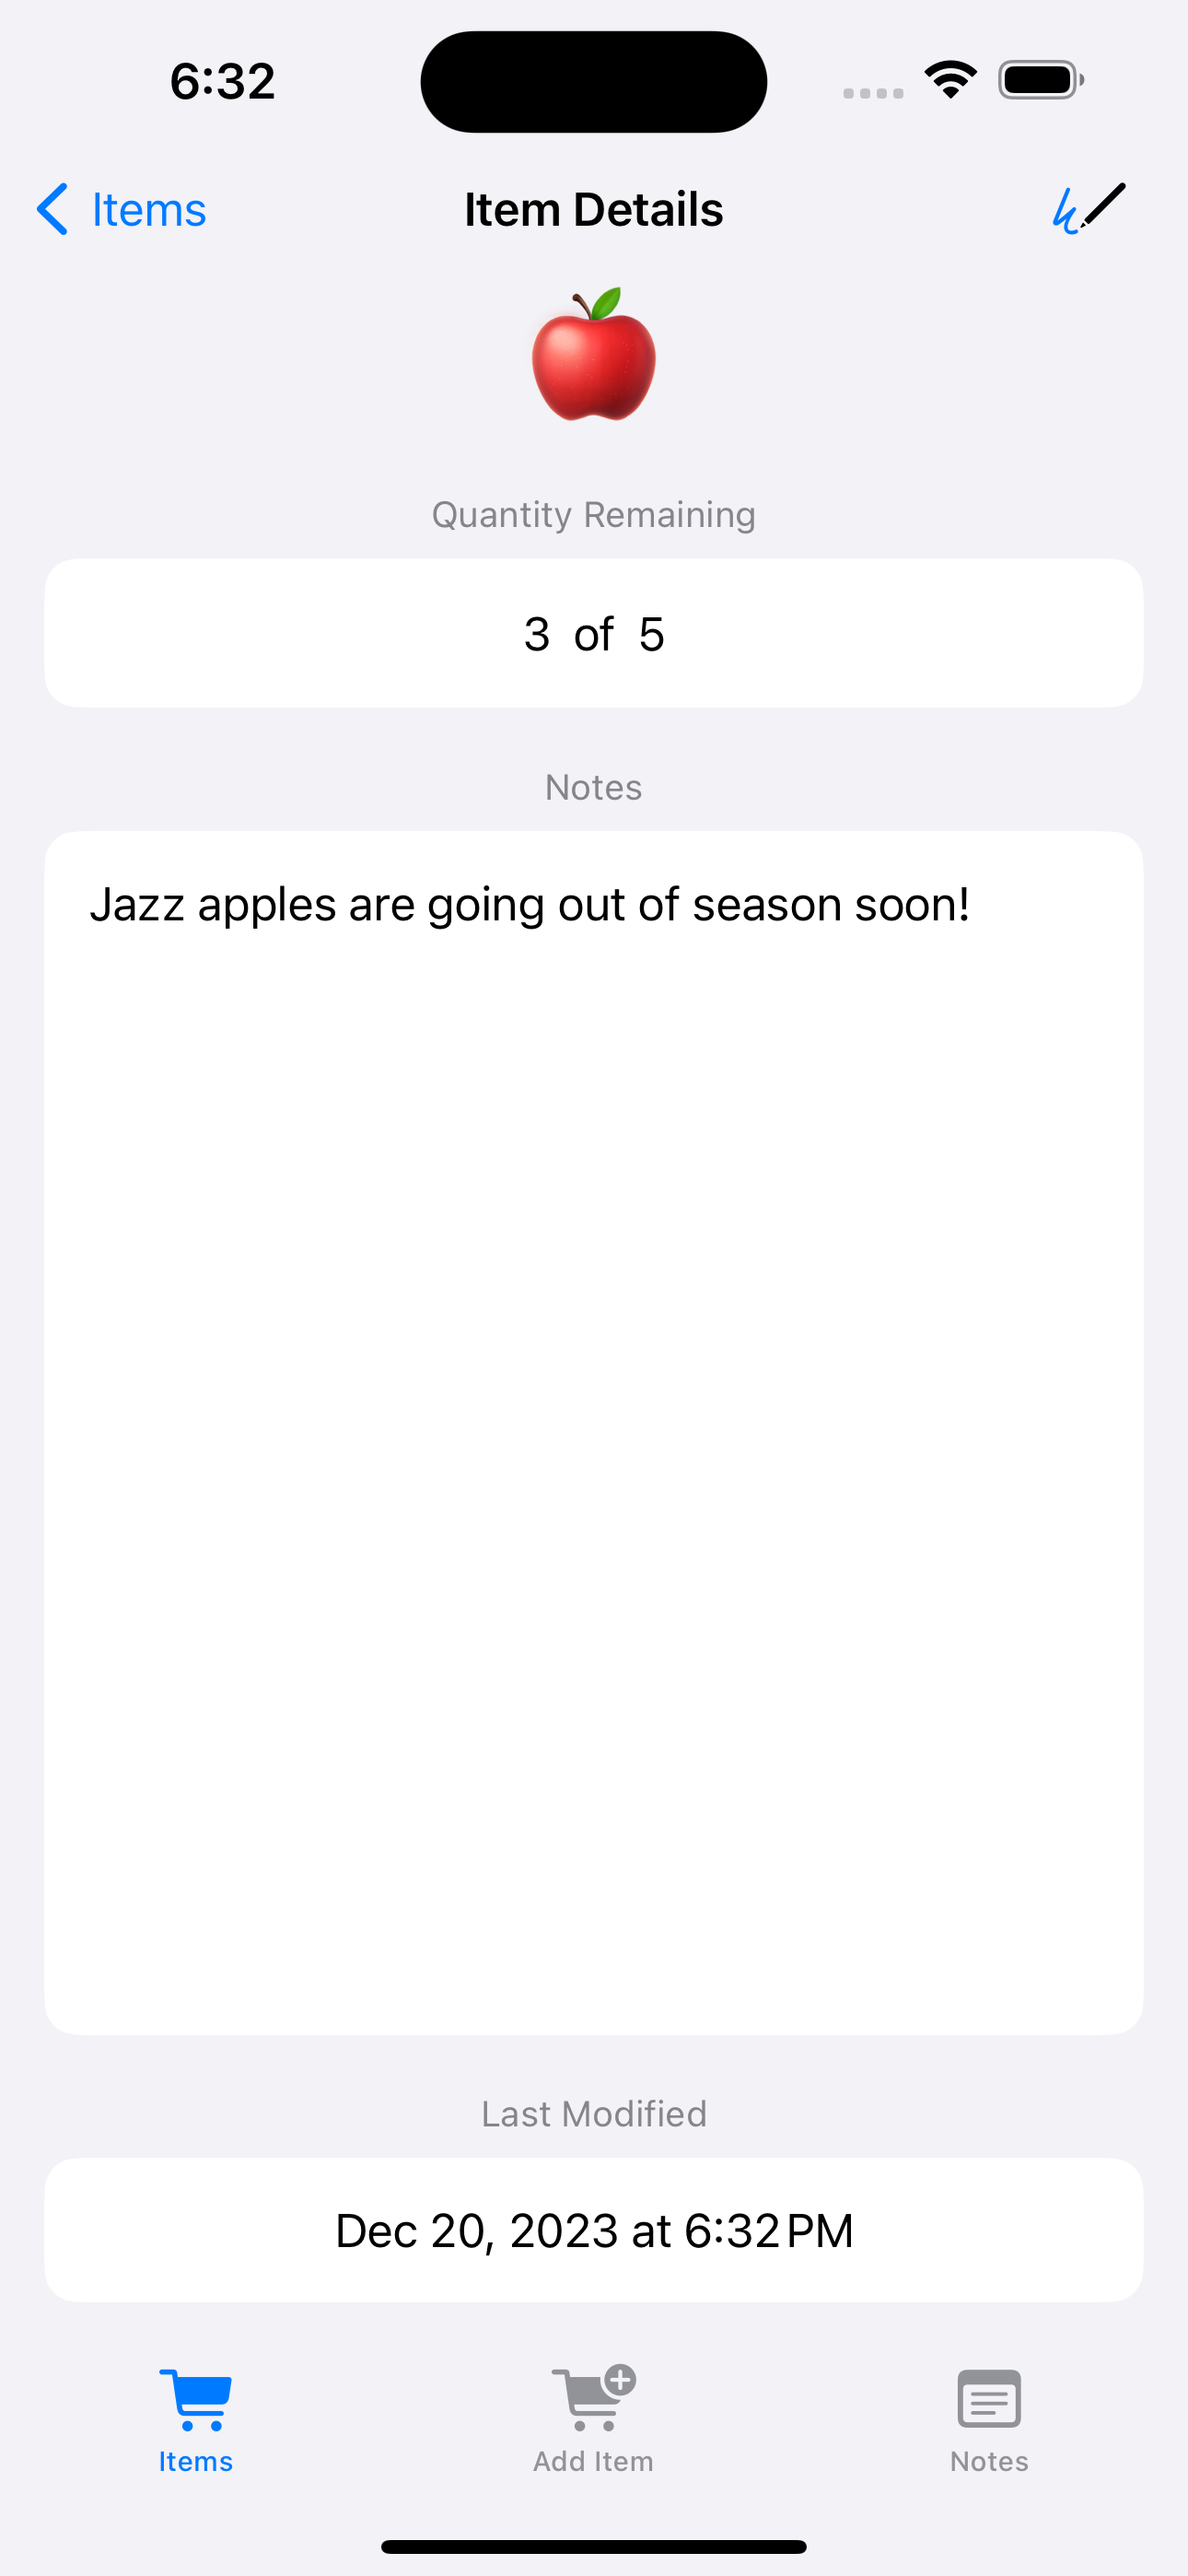 6:32
Items
Item Details
Quantity Remaining
3 of 5
Notes
Jazz apples are going out of season soon!
Last Modified
Dec 20, 2023 at 6:32 PM
Items
Add Item
Notes